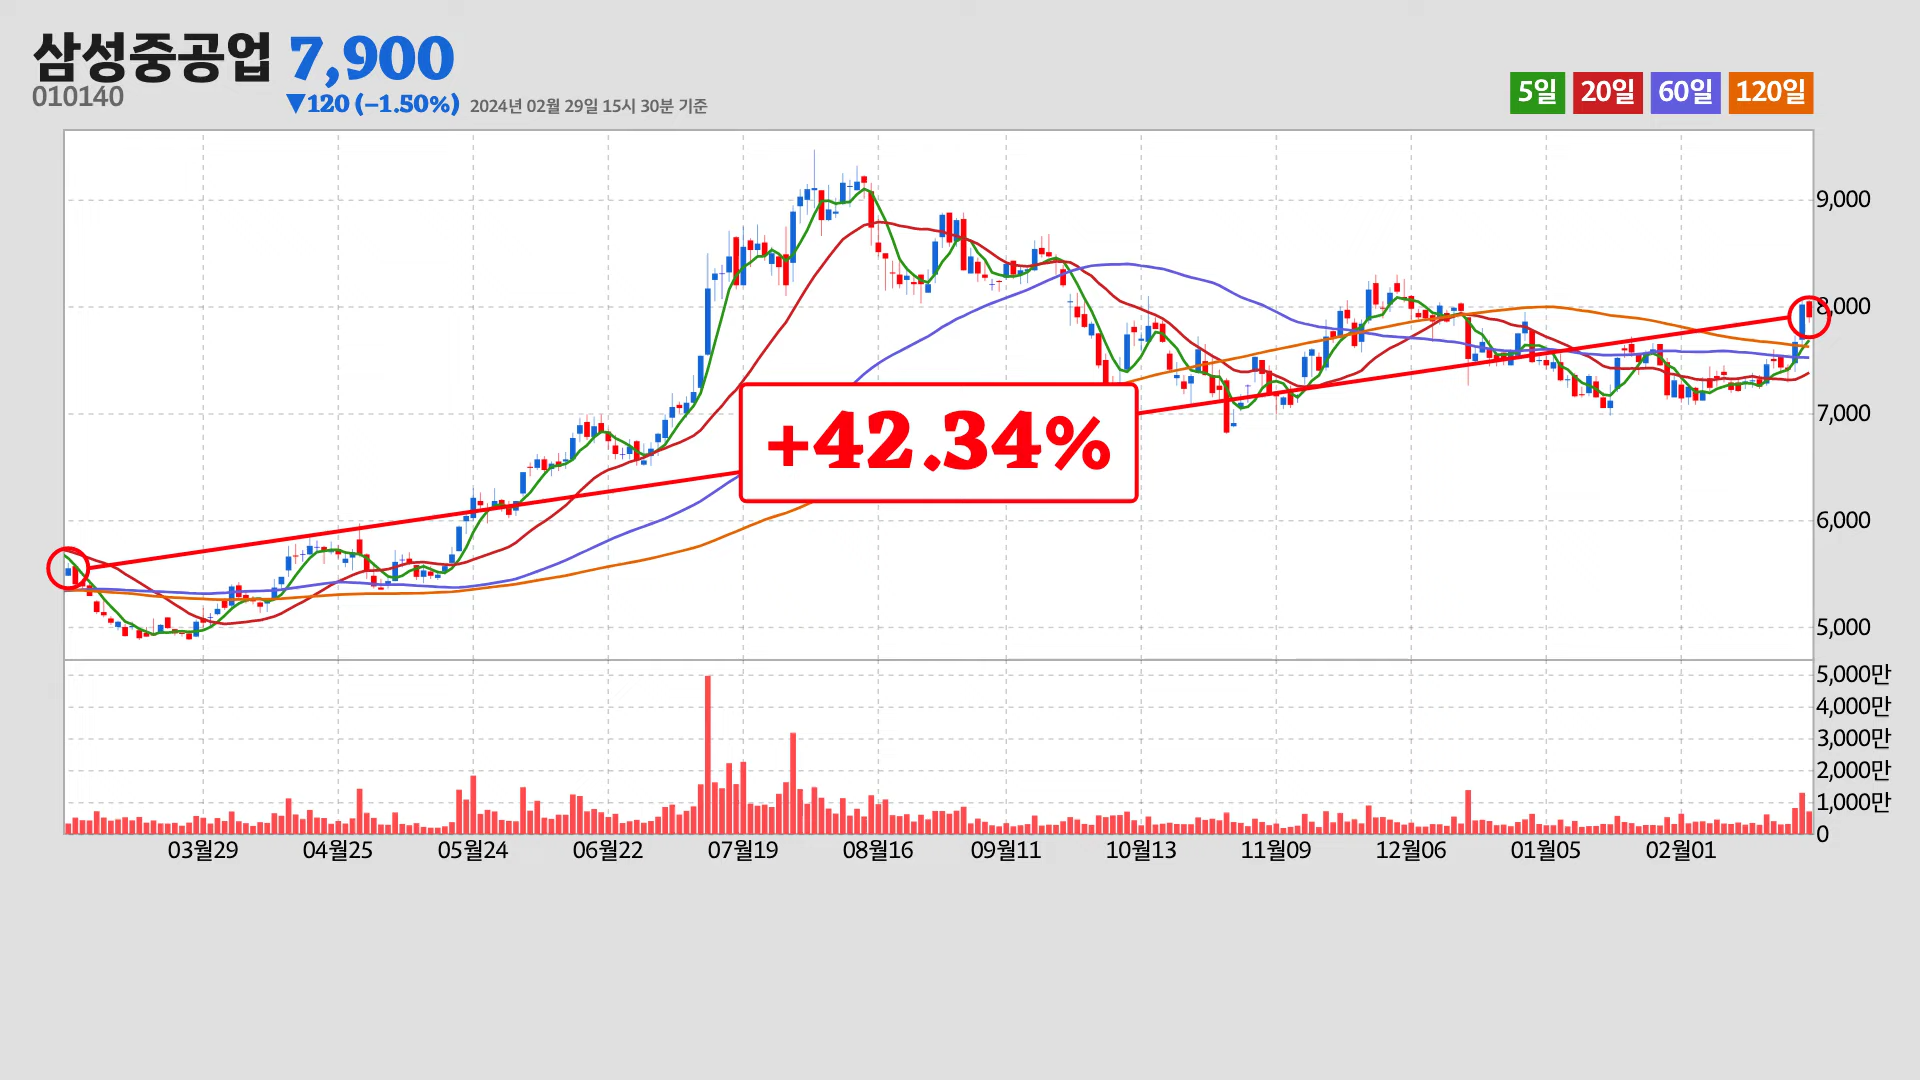 삼성중공업 7,900
010140
▼120 (−1.50%) 2024년 02월 29일 15시 30분 기준
5일 20일 60일 120일
9,000
8,000
7,000
6,000
5,000
+42.34%
5,000만
4,000만
3,000만
2,000만
1,000만
0
03월29 04월25 05월24 06월22 07월19 08월16 09월11 10월13 11월09 12월06 01월05 02월01